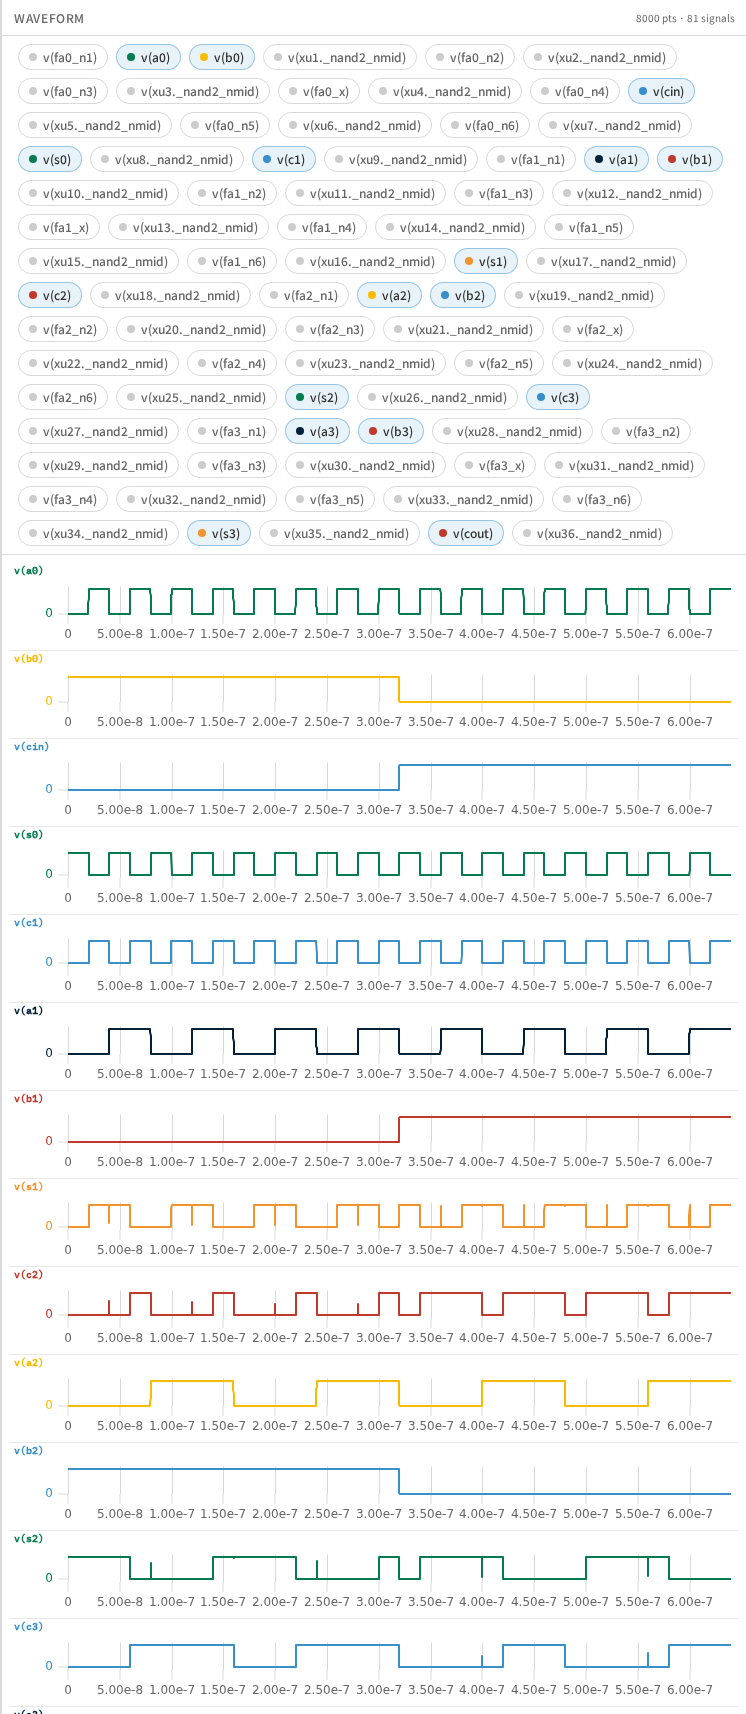 WAVEFORM 8000 pts · 81 signals
v(fa0_n1) v(a0) v(b0) v(xu1._nand2_nmid) v(fa0_n2) v(xu2._nand2_nmid)
v(fa0_n3) v(xu3._nand2_nmid) v(fa0_x) v(xu4._nand2_nmid) v(fa0_n4) v(cin)
v(xu5._nand2_nmid) v(fa0_n5) v(xu6._nand2_nmid) v(fa0_n6) v(xu7._nand2_nmid)
v(s0) v(xu8._nand2_nmid) v(c1) v(xu9._nand2_nmid) v(fa1_n1) v(a1) v(b1)
v(xu10._nand2_nmid) v(fa1_n2) v(xu11._nand2_nmid) v(fa1_n3) v(xu12._nand2_nmid)
v(fa1_x) v(xu13._nand2_nmid) v(fa1_n4) v(xu14._nand2_nmid) v(fa1_n5)
v(xu15._nand2_nmid) v(fa1_n6) v(xu16._nand2_nmid) v(s1) v(xu17._nand2_nmid)
v(c2) v(xu18._nand2_nmid) v(fa2_n1) v(a2) v(b2) v(xu19._nand2_nmid)
v(fa2_n2) v(xu20._nand2_nmid) v(fa2_n3) v(xu21._nand2_nmid) v(fa2_x)
v(xu22._nand2_nmid) v(fa2_n4) v(xu23._nand2_nmid) v(fa2_n5) v(xu24._nand2_nmid)
v(fa2_n6) v(xu25._nand2_nmid) v(s2) v(xu26._nand2_nmid) v(c3)
v(xu27._nand2_nmid) v(fa3_n1) v(a3) v(b3) v(xu28._nand2_nmid) v(fa3_n2)
v(xu29._nand2_nmid) v(fa3_n3) v(xu30._nand2_nmid) v(fa3_x) v(xu31._nand2_nmid)
v(fa3_n4) v(xu32._nand2_nmid) v(fa3_n5) v(xu33._nand2_nmid) v(fa3_n6)
v(xu34._nand2_nmid) v(s3) v(xu35._nand2_nmid) v(cout) v(xu36._nand2_nmid)
v(a0)
0
0 5.00e-8 1.00e-7 1.50e-7 2.00e-7 2.50e-7 3.00e-7 3.50e-7 4.00e-7 4.50e-7 5.00e-7 5.50e-7 6.00e-7
v(b0)
0
0 5.00e-8 1.00e-7 1.50e-7 2.00e-7 2.50e-7 3.00e-7 3.50e-7 4.00e-7 4.50e-7 5.00e-7 5.50e-7 6.00e-7
v(cin)
0
0 5.00e-8 1.00e-7 1.50e-7 2.00e-7 2.50e-7 3.00e-7 3.50e-7 4.00e-7 4.50e-7 5.00e-7 5.50e-7 6.00e-7
v(s0)
0
0 5.00e-8 1.00e-7 1.50e-7 2.00e-7 2.50e-7 3.00e-7 3.50e-7 4.00e-7 4.50e-7 5.00e-7 5.50e-7 6.00e-7
v(c1)
0
0 5.00e-8 1.00e-7 1.50e-7 2.00e-7 2.50e-7 3.00e-7 3.50e-7 4.00e-7 4.50e-7 5.00e-7 5.50e-7 6.00e-7
v(a1)
0
0 5.00e-8 1.00e-7 1.50e-7 2.00e-7 2.50e-7 3.00e-7 3.50e-7 4.00e-7 4.50e-7 5.00e-7 5.50e-7 6.00e-7
v(b1)
0
0 5.00e-8 1.00e-7 1.50e-7 2.00e-7 2.50e-7 3.00e-7 3.50e-7 4.00e-7 4.50e-7 5.00e-7 5.50e-7 6.00e-7
v(s1)
0
0 5.00e-8 1.00e-7 1.50e-7 2.00e-7 2.50e-7 3.00e-7 3.50e-7 4.00e-7 4.50e-7 5.00e-7 5.50e-7 6.00e-7
v(c2)
0
0 5.00e-8 1.00e-7 1.50e-7 2.00e-7 2.50e-7 3.00e-7 3.50e-7 4.00e-7 4.50e-7 5.00e-7 5.50e-7 6.00e-7
v(a2)
0
0 5.00e-8 1.00e-7 1.50e-7 2.00e-7 2.50e-7 3.00e-7 3.50e-7 4.00e-7 4.50e-7 5.00e-7 5.50e-7 6.00e-7
v(b2)
0
0 5.00e-8 1.00e-7 1.50e-7 2.00e-7 2.50e-7 3.00e-7 3.50e-7 4.00e-7 4.50e-7 5.00e-7 5.50e-7 6.00e-7
v(s2)
0
0 5.00e-8 1.00e-7 1.50e-7 2.00e-7 2.50e-7 3.00e-7 3.50e-7 4.00e-7 4.50e-7 5.00e-7 5.50e-7 6.00e-7
v(c3)
0
0 5.00e-8 1.00e-7 1.50e-7 2.00e-7 2.50e-7 3.00e-7 3.50e-7 4.00e-7 4.50e-7 5.00e-7 5.50e-7 6.00e-7